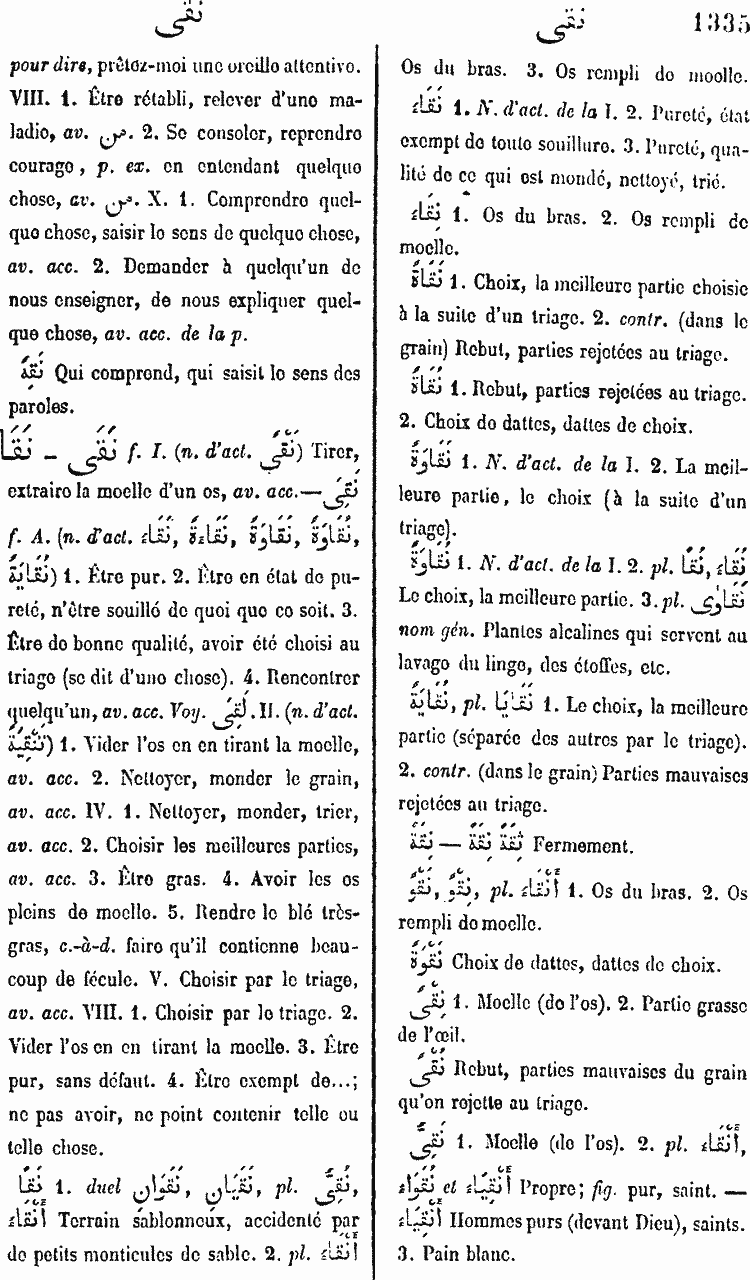 نقى
نقى
1335
pour dire, prêtez-moi une oreille attentive.
VIII. 1. Être rétabli, relever d'une ma-
ladie, av. من. 2. Se consoler, reprendre
courage, p. ex. en entendant quelque
chose, av. من. X. 1. Comprendre quel-
que chose, saisir le sens de quelque chose,
av. acc. 2. Demander à quelqu'un de
nous enseigner, de nous expliquer quel-
que chose, av. acc. de la p.
نَقِهٌ Qui comprend, qui saisit le sens des
paroles.
نَقَا – نَقَى f. I. (n. d'act. نَقْىٌ) Tirer,
extraire la moelle d'un os, av. acc.—نَقِىَ
f. A. (n. d'act. نَقَاءٌ, نَقَاءَةٌ, نَقَاوَةٌ, نُقَاوَةٌ,
نُقَايَةٌ) 1. Être pur. 2. Être en état de pu-
reté, n'être souillé de quoi que ce soit. 3.
Être de bonne qualité, avoir été choisi au
triage (se dit d'une chose). 4. Rencontrer
quelqu'un, av. acc. Voy. لَقِىَ. II. (n. d'act.
تَنْقِيَةٌ) 1. Vider l'os en en tirant la moelle,
av. acc. 2. Nettoyer, monder le grain,
av. acc. IV. 1. Nettoyer, monder, trier,
av. acc. 2. Choisir les meilleures parties,
av. acc. 3. Être gras. 4. Avoir les os
pleins de moelle. 5. Rendre le blé très-
gras, c.-à-d. faire qu'il contienne beau-
coup de fécule. V. Choisir par le triage,
av. acc. VIII. 1. Choisir par le triage. 2.
Vider l'os en en tirant la moelle. 3. Être
pur, sans défaut. 4. Être exempt de...;
ne pas avoir, ne point contenir telle ou
telle chose.
نَقًا 1. duel نَقَوَانِ, نَقَيَانِ, pl. نُقِىٌّ,
أَنْقَاءٌ Terrain sablonneux, accidenté par
de petits monticules de sable. 2. pl. أَنْقَاءٌ
Os du bras. 3. Os rempli de moelle.
نَقَاءٌ 1. N. d'act. de la I. 2. Pureté, état
exempt de toute souillure. 3. Pureté, qua-
lité de ce qui est mondé, nettoyé, trié.
نَقَاءٌ 1. Os du bras. 2. Os rempli de
moelle.
نَقَاةٌ 1. Choix, la meilleure partie choisie
à la suite d'un triage. 2. contr. (dans le
grain) Rebut, parties rejetées au triage.
نُقَاةٌ 1. Rebut, parties rejetées au triage.
2. Choix de dattes, dattes de choix.
نَقَاوَةٌ 1. N. d'act. de la I. 2. La meil-
leure partie, le choix (à la suite d'un
triage).
نُقَاوَةٌ 1. N. d'act. de la I. 2. pl. نُقًا, نُقَاءٌ
Le choix, la meilleure partie. 3. pl. نُقَاوَى
nom gén. Plantes alcalines qui servent au
lavage du linge, des étoffes, etc.
نُقَايَةٌ, pl. نَقَايَا 1. Le choix, la meilleure
partie (séparée des autres par le triage).
2. contr. (dans le grain) Parties mauvaises
rejetées au triage.
نَقِةٌ — ثِقَةٌ نِقَةٌ Fermement.
نَقْوٌ, نِقْوٌ, pl. أَنْقَاءٌ 1. Os du bras. 2. Os
rempli de moelle.
نَقْوَةٌ Choix de dattes, dattes de choix.
نِقْىٌ 1. Moelle (de l'os). 2. Partie grasse
de l'œil.
نَقًى Rebut, parties mauvaises du grain
qu'on rejette au triage.
نَقِىٌّ 1. Moelle (de l'os). 2. pl. أَنْقَاءٌ,
نُقَوَاءُ et أَنْقِيَاءُ Propre; fig. pur, saint. —
أَنْقِيَاءُ Hommes purs (devant Dieu), saints.
3. Pain blanc.